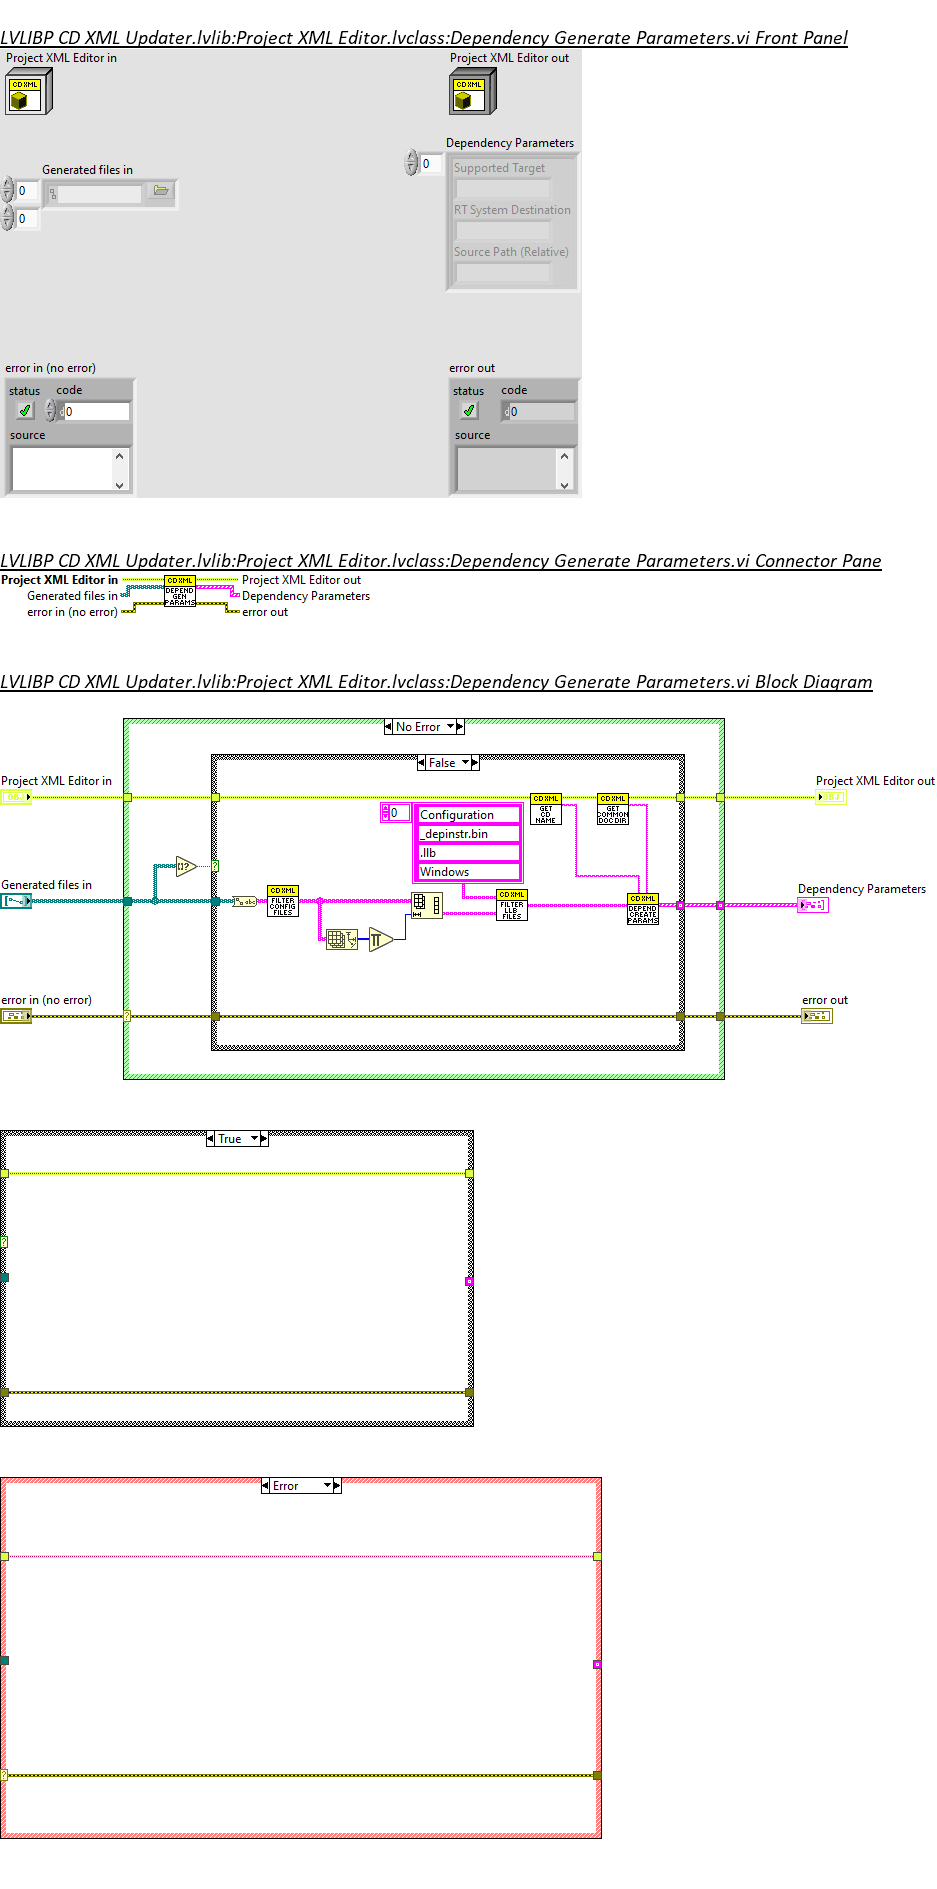 LVLIBP CD XML Updater.lvlib:Project XML Editor.lvclass:Dependency Generate Parameters.vi Front Panel
Project XML Editor in
Project XML Editor out
CD XML
CD XML
Dependency Parameters
0
Supported Target
Generated files in
0
RT System Destination
0
Source Path (Relative)
error in (no error)
error out
status code
status code
d0
d0
source
source
LVLIBP CD XML Updater.lvlib:Project XML Editor.lvclass:Dependency Generate Parameters.vi Connector Pane
Project XML Editor in
CD XML
Project XML Editor out
Generated files in
DEPEND
GEN
PARAMS
Dependency Parameters
error in (no error)
error out
LVLIBP CD XML Updater.lvlib:Project XML Editor.lvclass:Dependency Generate Parameters.vi Block Diagram
No Error
False
Project XML Editor in
Project XML Editor out
OBJ
OBJ
CD XML
GET
CD
NAME
CD XML
GET
COMMON
DOC DIR
0
Configuration
_depinstr.bin
.llb
Windows
[]?
?
Generated files in
Dependency Parameters
abc
CD XML
FILTER
CONFIG
FILES
CD XML
FILTER
LLB
FILES
CD XML
DEPEND
CREATE
PARAMS
error in (no error)
error out
?
True
?
Error
?